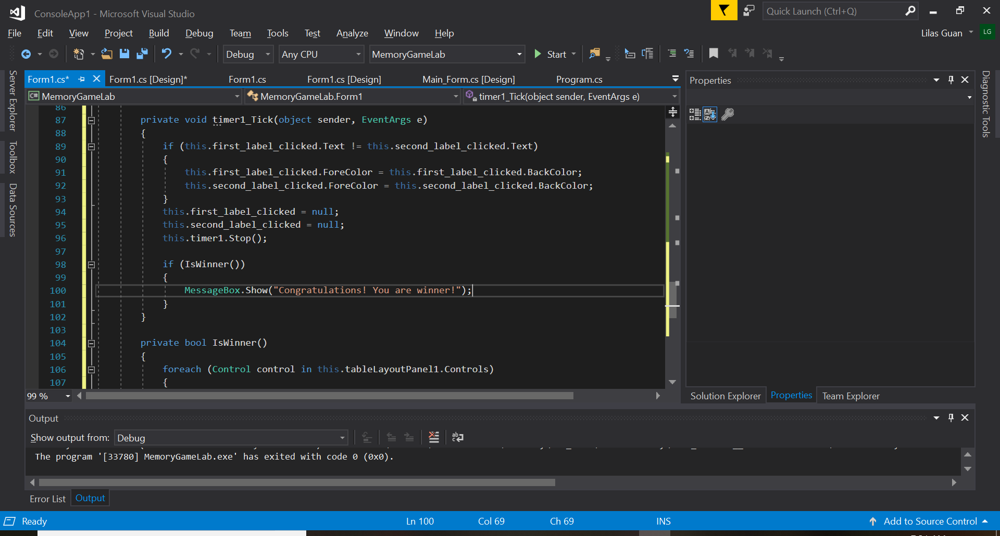 ConsoleApp1 - Microsoft Visual Studio
Quick Launch (Ctrl+Q)
File Edit View Project Build Debug Team Tools Test Analyze Window Help
Lilas Guan LG
Debug Any CPU MemoryGameLab Start
Server Explorer
Toolbox
Data Sources
Form1.cs* Form1.cs [Design]* Form1.cs Form1.cs [Design] Main_Form.cs [Design] Program.cs
C# MemoryGameLab MemoryGameLab.Form1 timer1_Tick(object sender, EventArgs e)
86
87 private void timer1_Tick(object sender, EventArgs e)
88 {
89 if (this.first_label_clicked.Text != this.second_label_clicked.Text)
90 {
91 this.first_label_clicked.ForeColor = this.first_label_clicked.BackColor;
92 this.second_label_clicked.ForeColor = this.second_label_clicked.BackColor;
93 }
94 this.first_label_clicked = null;
95 this.second_label_clicked = null;
96 this.timer1.Stop();
97
98 if (IsWinner())
99 {
100 MessageBox.Show("Congratulations! You are winner!");
101 }
102 }
103
104 private bool IsWinner()
105 {
106 foreach (Control control in this.tableLayoutPanel1.Controls)
107 {
99 %
Properties
Diagnostic Tools
Solution Explorer Properties Team Explorer
Output
Show output from: Debug
The program '[33780] MemoryGameLab.exe' has exited with code 0 (0x0).
Error List Output
Ready Ln 100 Col 69 Ch 69 INS Add to Source Control